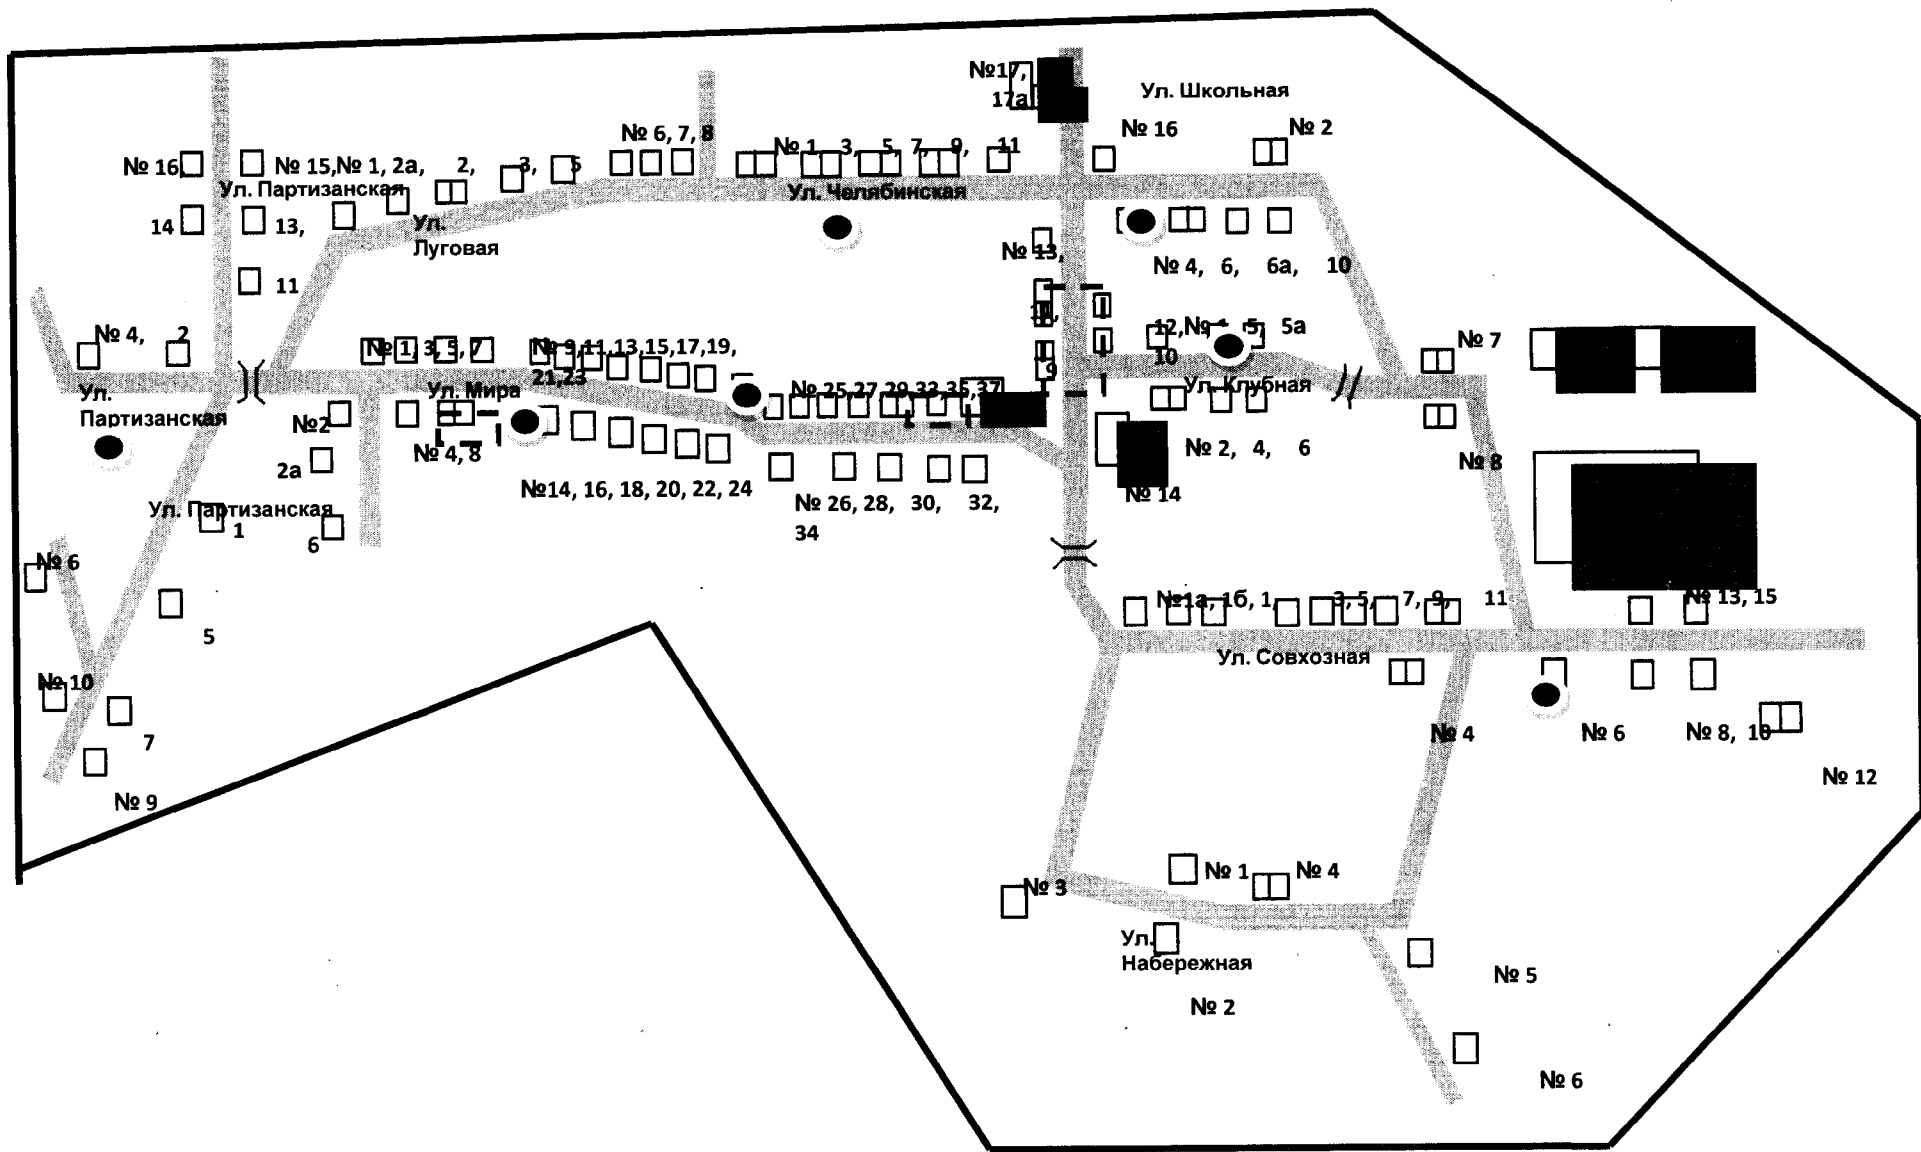 №17,
17а
Ул. Школьная
№ 16
№ 2
№ 6, 7, 8
№ 1, 3, 5, 7, 9, 11
№ 16,
№ 15, № 1, 2а, 2, 3, 5
Ул. Партизанская
Ул. Челябинская
14
13,
Ул.
Луговая
11
№ 13,
№ 4, 6, 6а, 10
11,
№ 4, 2
№ 1, 3, 5, 7
№ 9,11,13,15,17,19,
21,23
12,
10
5, 5а
№ 7
9
Ул.
Партизанская
Ул. Мира
№ 25,27,29,33,35,37
Ул. Клубная
№2
2а
№ 4, 8
№ 2, 4, 6
№ 8
№14, 16, 18, 20, 22, 24
№ 26, 28, 30, 32,
34
№ 14
Ул. Партизанская
1
6
№ 6
5
№1а, 1б, 1, 3, 5, 7, 9, 11
№ 13, 15
Ул. Совхозная
№ 10
7
№ 9
№ 4
№ 6
№ 8, 10
№ 12
№ 3
№ 1
№ 4
Ул.
Набережная
№ 2
№ 5
№ 6